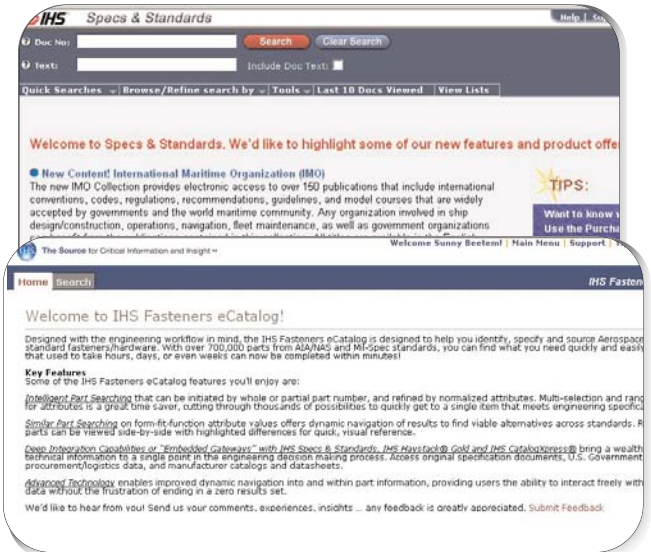 IHS Specs & Standards
Help |
Doc No: Search Clear Search
Text: Include Doc Text:
Quick Searches Browse/Refine search by Tools Last 10 Docs Viewed View Lists
Welcome to Specs & Standards. We'd like to highlight some of our new features and product offe
New Content! International Maritime Organization (IMO)
The new IMO Collection provides electronic access to over 150 publications that include international
conventions, codes, regulations, recommendations, guidelines, and model courses that are widely
accepted by governments and the world maritime community. Any organization involved in ship
design/construction, operations, navigation, fleet maintenance, as well as government organizations
TIPS:
Want to know
Use the Purcha
The Source for Critical Information and Insight™
Welcome Sunny Beetem! | Main Menu | Support |
Home Search
IHS Fasten
Welcome to IHS Fasteners eCatalog!
Designed with the engineering workflow in mind, the IHS Fasteners eCatalog is designed to help you identify, specify and source Aerospace
standard fasteners/hardware. With over 700,000 parts from AIA/NAS and Mil-Spec standards, you can find what you need quickly and easily
that used to take hours, days, or even weeks can now be completed within minutes!
Key Features
Some of the IHS Fasteners eCatalog features you'll enjoy are:
Intelligent Part Searching that can be initiated by whole or partial part number, and refined by normalized attributes. Multi-selection and rang
for attributes is a great time saver, cutting through thousands of possibilities to quickly get to a single item that meets engineering specifica
Similar Part Searching on form-fit-function attribute values offers dynamic navigation of results to find viable alternatives across standards. R
parts can be viewed side-by-side with highlighted differences for quick, visual reference.
Deep Integration Capabilities or "Embedded Gateways" with IHS Specs & Standards, IHS Haystack® Gold and IHS CatalogXpress® bring a wealth
technical information to a single point in the engineering decision making process. Access original specification documents, U.S. Government
procurement/logistics data, and manufacturer catalogs and datasheets.
Advanced Technology enables improved dynamic navigation into and within part information, providing users the ability to interact freely with
data without the frustration of ending in a zero results set.
We'd like to hear from you! Send us your comments, experiences, insights ... any feedback is greatly appreciated. Submit Feedback